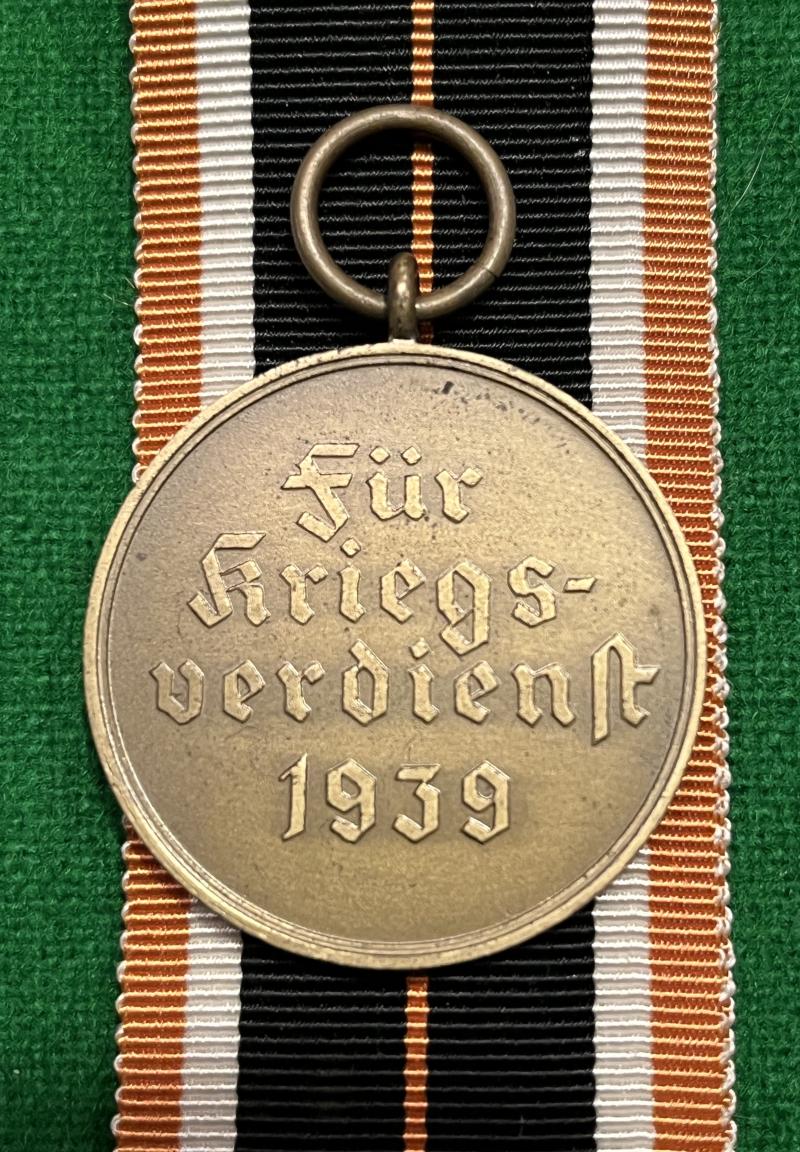 Für
Kriegs-
verdienst
1939